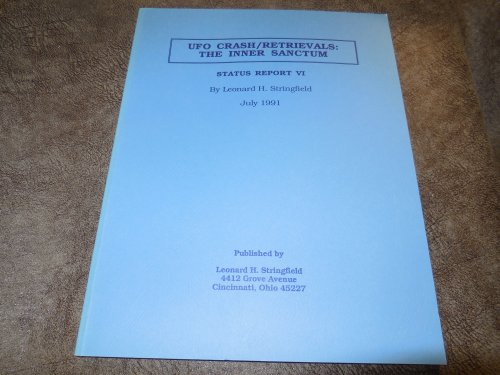 UFO CRASH/RETRIEVALS:
THE INNER SANCTUM
STATUS REPORT VI
By Leonard H. Stringfield
July 1991
Published by
Leonard H. Stringfield
4412 Grove Avenue
Cincinnati, Ohio 45227